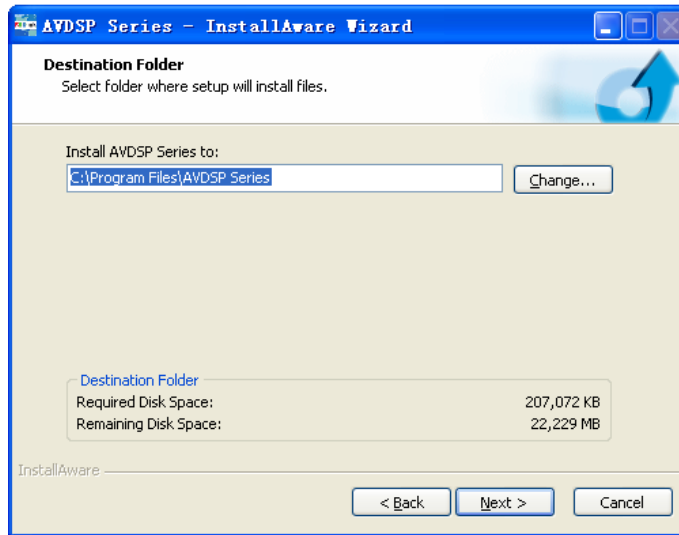 AVDSP Series - InstallAware Wizard
Destination Folder
Select folder where setup will install files.
Install AVDSP Series to:
C:\Program Files\AVDSP Series
Change...
Destination Folder
Required Disk Space: 207,072 KB
Remaining Disk Space: 22,229 MB
InstallAware
< Back Next > Cancel